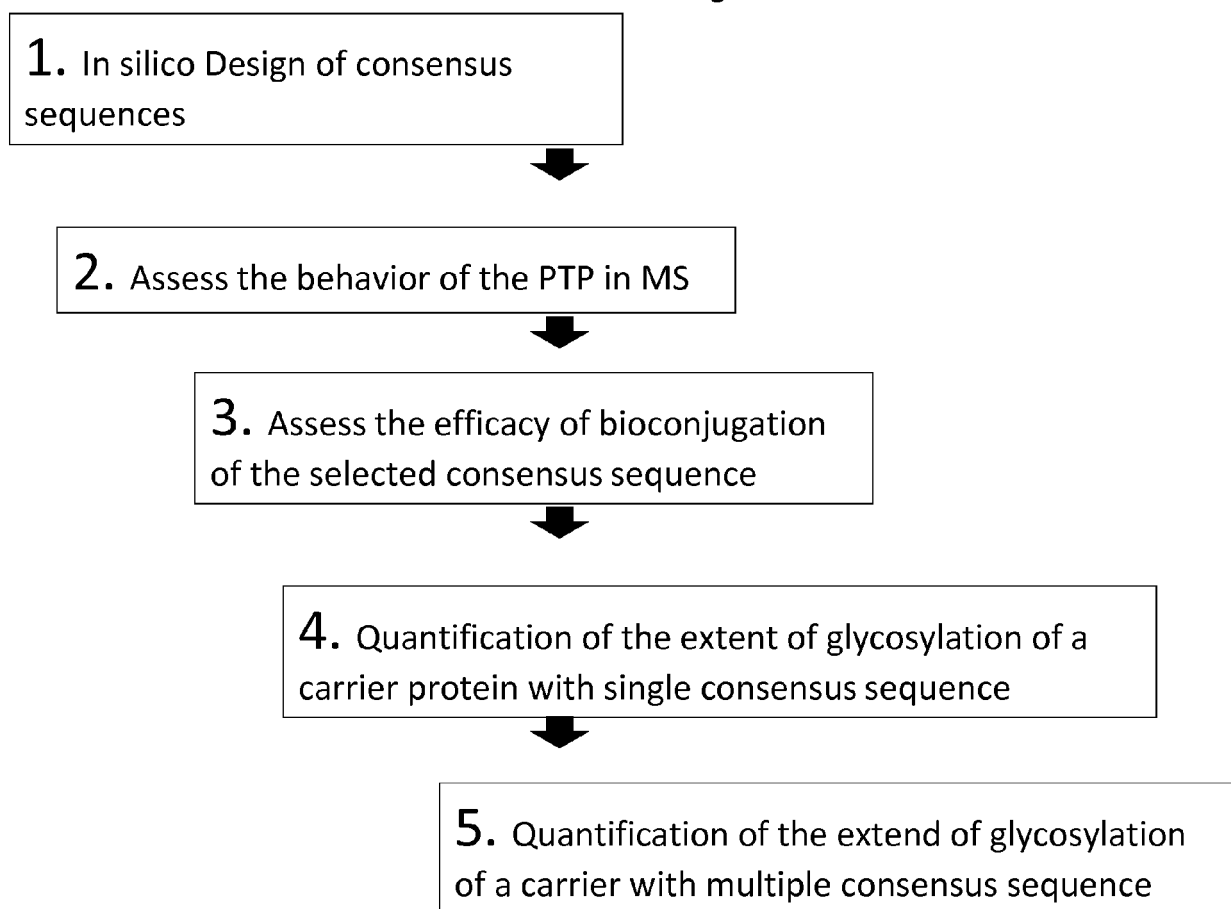 1. In silico Design of consensus
sequences
2. Assess the behavior of the PTP in MS
3. Assess the efficacy of bioconjugation
of the selected consensus sequence
4. Quantification of the extent of glycosylation of a
carrier protein with single consensus sequence
5. Quantification of the extend of glycosylation
of a carrier with multiple consensus sequence